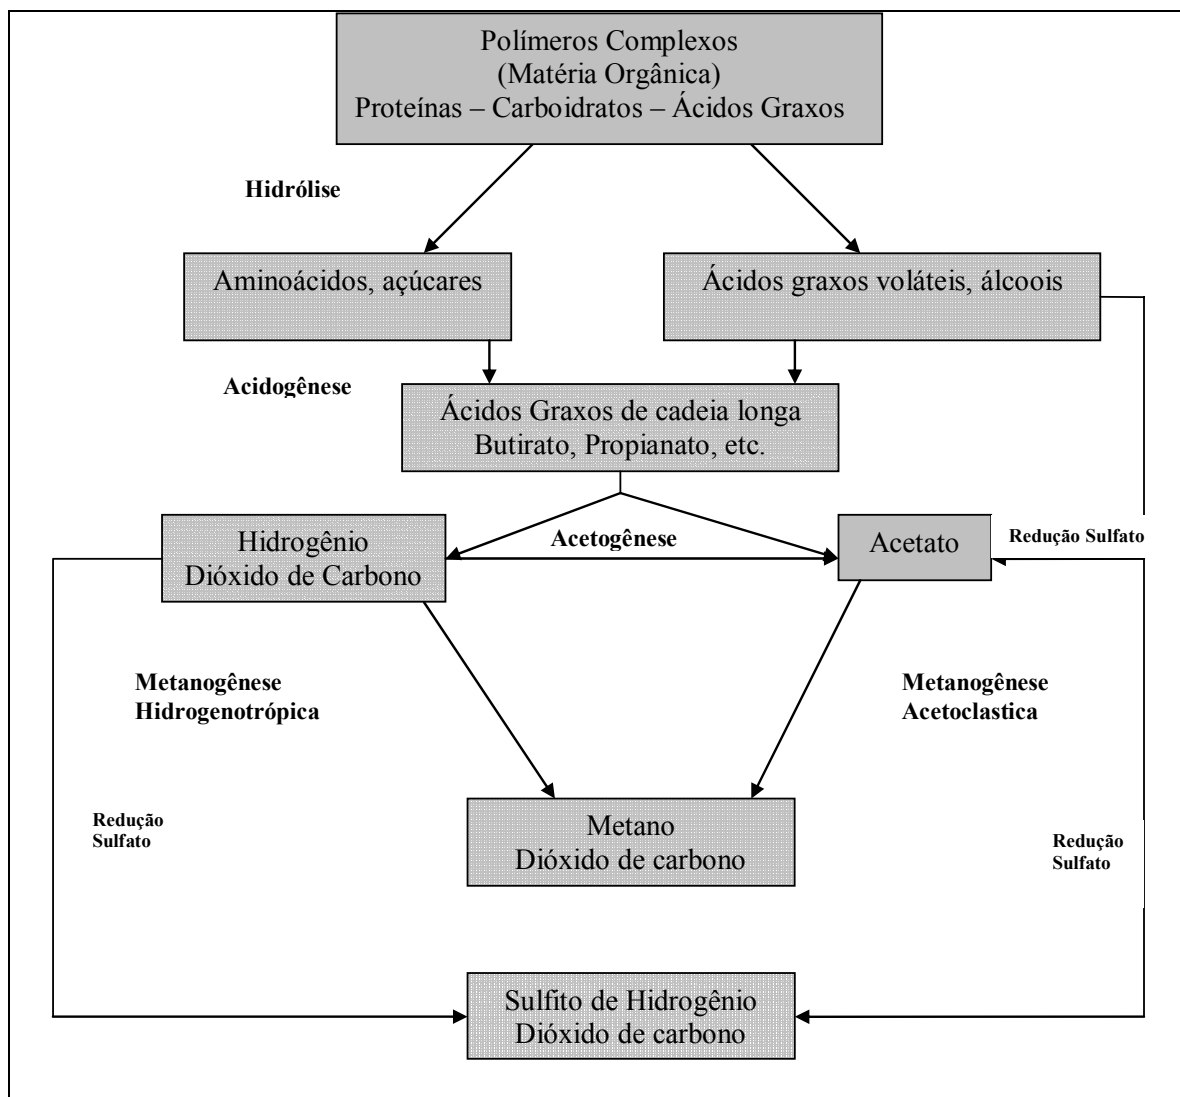 Polímeros Complexos
(Matéria Orgânica)
Proteínas – Carboidratos – Ácidos Graxos
Hidrólise
Aminoácidos, açúcares
Ácidos graxos voláteis, álcoois
Acidogênese
Ácidos Graxos de cadeia longa
Butirato, Propianato, etc.
Hidrogênio
Dióxido de Carbono
Acetogênese
Acetato
Redução Sulfato
Metanogênese
Hidrogenotrópica
Metanogênese
Acetoclastica
Metano
Dióxido de carbono
Redução
Sulfato
Redução
Sulfato
Sulfito de Hidrogênio
Dióxido de carbono